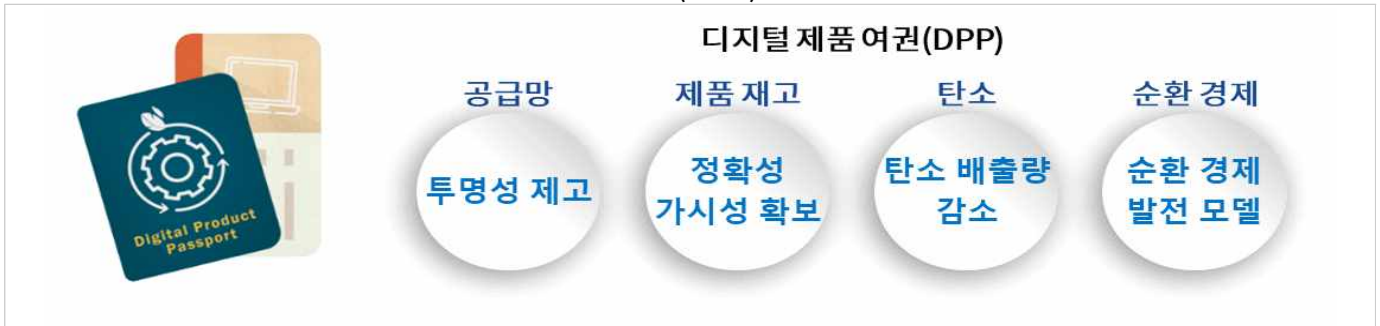 디지털 제품 여권(DPP)
공급망
제품 재고
탄소
순환 경제
투명성 제고
정확성
가시성 확보
탄소 배출량
감소
순환 경제
발전 모델
Digital Product
Passport